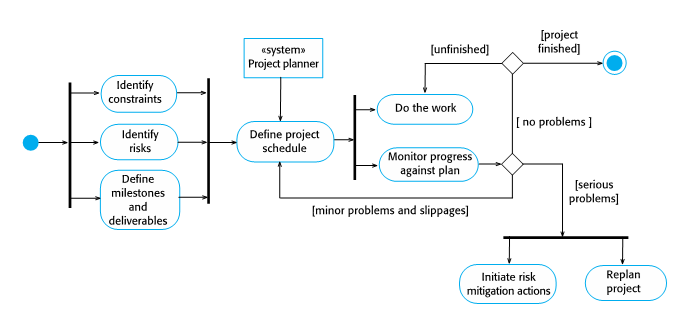 [project
finished]
[unfinished]
«system»
Project planner
Identify
constraints
Do the work
[ no problems ]
Identify
risks
Define project
schedule
Monitor progress
against plan
Define
milestones
and
deliverables
[serious
problems]
[minor problems and slippages]
Initiate risk
mitigation actions
Replan
project